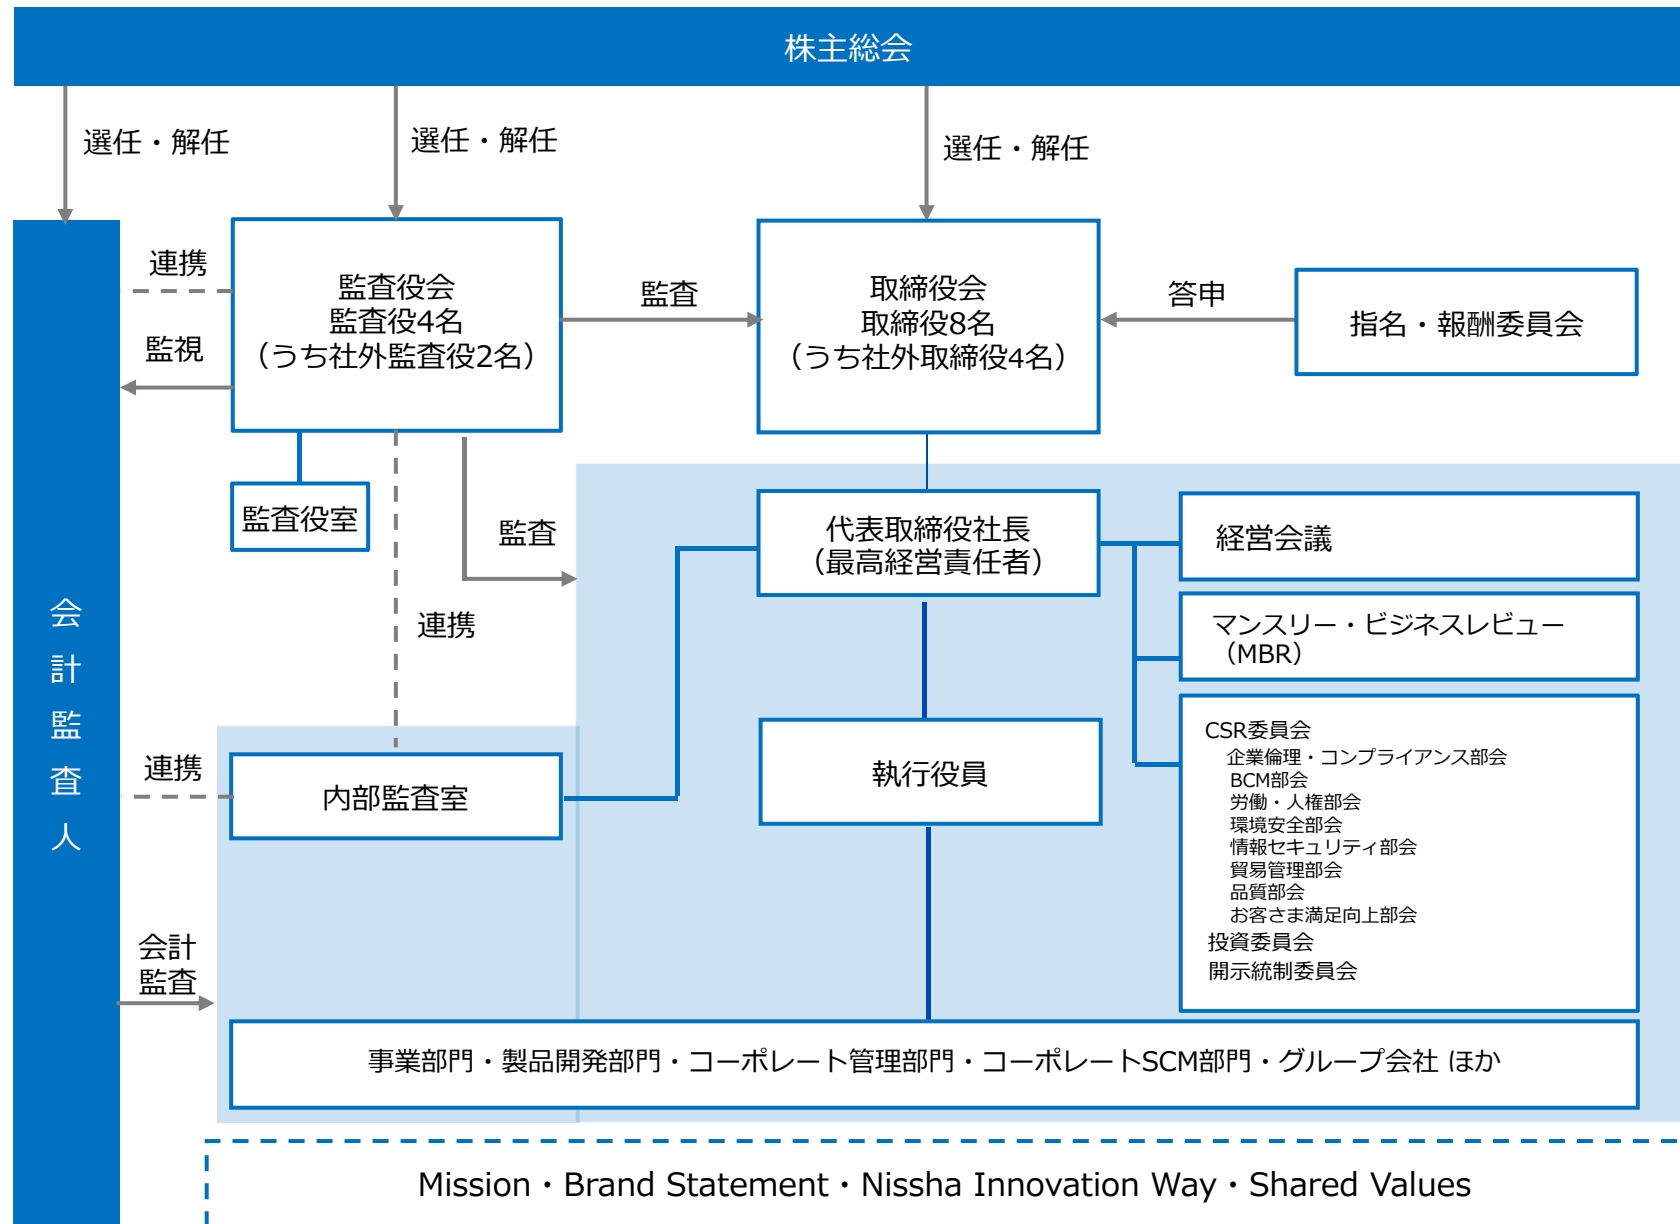 株主総会
選任・解任
選任・解任
選任・解任
連携
監視
監査役会
監査役4名
（うち社外監査役2名）
監査
取締役会
取締役8名
（うち社外取締役4名）
答申
指名・報酬委員会
監査役室
監査
連携
代表取締役社長
（最高経営責任者）
経営会議
マンスリー・ビジネスレビュー
（MBR）
会計監査人
連携
内部監査室
執行役員
CSR委員会
企業倫理・コンプライアンス部会
BCM部会
労働・人権部会
環境安全部会
情報セキュリティ部会
貿易管理部会
品質部会
お客さま満足向上部会
投資委員会
開示統制委員会
会計
監査
事業部門・製品開発部門・コーポレート管理部門・コーポレートSCM部門・グループ会社 ほか
Mission・Brand Statement・Nissha Innovation Way・Shared Values